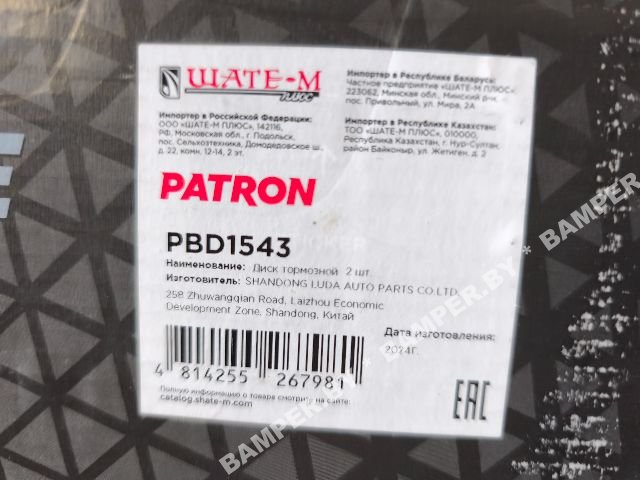 ШАТЕ-М
ПЛЮС
Импортер в Республике Беларусь:
Частное предприятие «ШАТЕ-М ПЛЮС»,
223062, Минская обл., Минский р-н,
пос. Привольный, ул. Мира, 2А
Импортер в Российской Федерации:
ООО «ШАТЕ-М ПЛЮС», 142116,
РФ, Московская обл., г. Подольск,
пос. Сельхозтехника, Домодедовское ш.,
д. 22, комн. 12-14, 2 эт.
Импортер в Республике Казахстан:
ТОО «ШАТЕ-М ПЛЮС», 010000,
Республика Казахстан, г. Нур-Султан,
район Байконыр, ул. Жетиген, д. 2
PATRON
PBD1543
Наименование: Диск тормозной 2 шт.
Изготовитель: SHANDONG LUDA AUTO PARTS CO.LTD.
258 Zhuwangqian Road, Laizhou Economic
Development Zone, Shandong, Китай
Дата изготовления:
2024г.
4 814255 267981
Полную информацию о товаре смотрите на сайте:
catalog.shate-m.com
EAC
BAMPER.BY * BAMPER.BY * BAMPER.BY